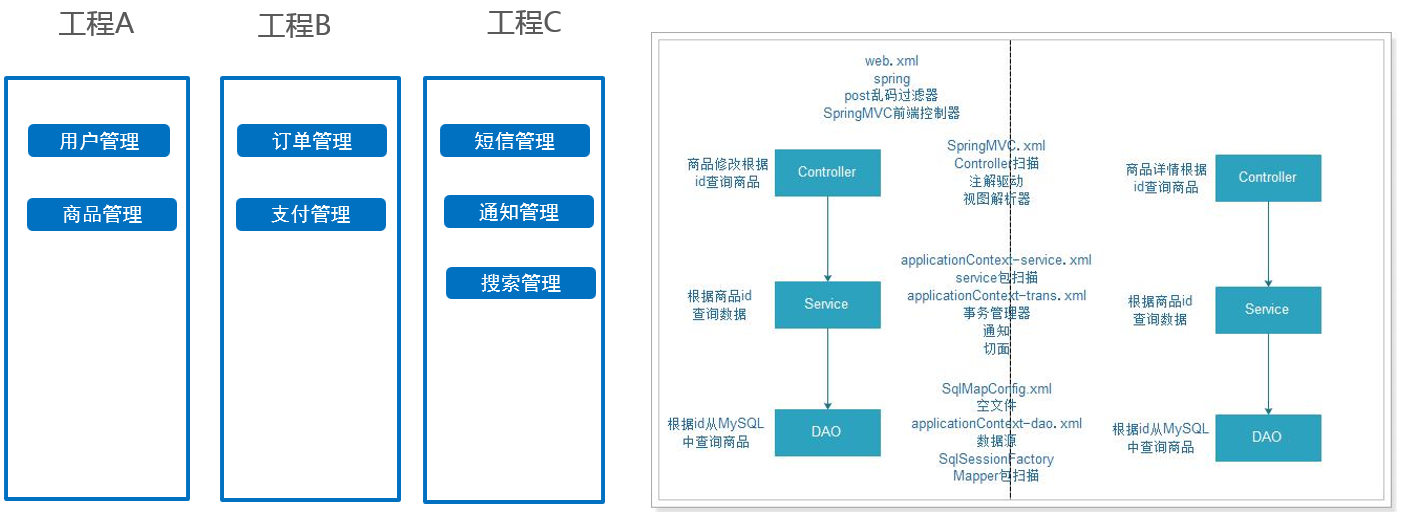 工程A
工程B
工程C
用户管理
商品管理
订单管理
支付管理
短信管理
通知管理
搜索管理
web.xml
spring
post乱码过滤器
SpringMVC前端控制器
商品修改根据
id查询商品
Controller
SpringMVC.xml
Controller扫描
注解驱动
视图解析器
商品详情根据
id查询商品
Controller
根据商品id
查询数据
Service
applicationContext-service.xml
service包扫描
applicationContext-trans.xml
事务管理器
通知
切面
根据商品id
查询数据
Service
根据id从MySQL
中查询商品
DAO
SqlMapConfig.xml
空文件
applicationContext-dao.xml
数据源
SqlSessionFactory
Mapper包扫描
根据id从MySQL
中查询商品
DAO